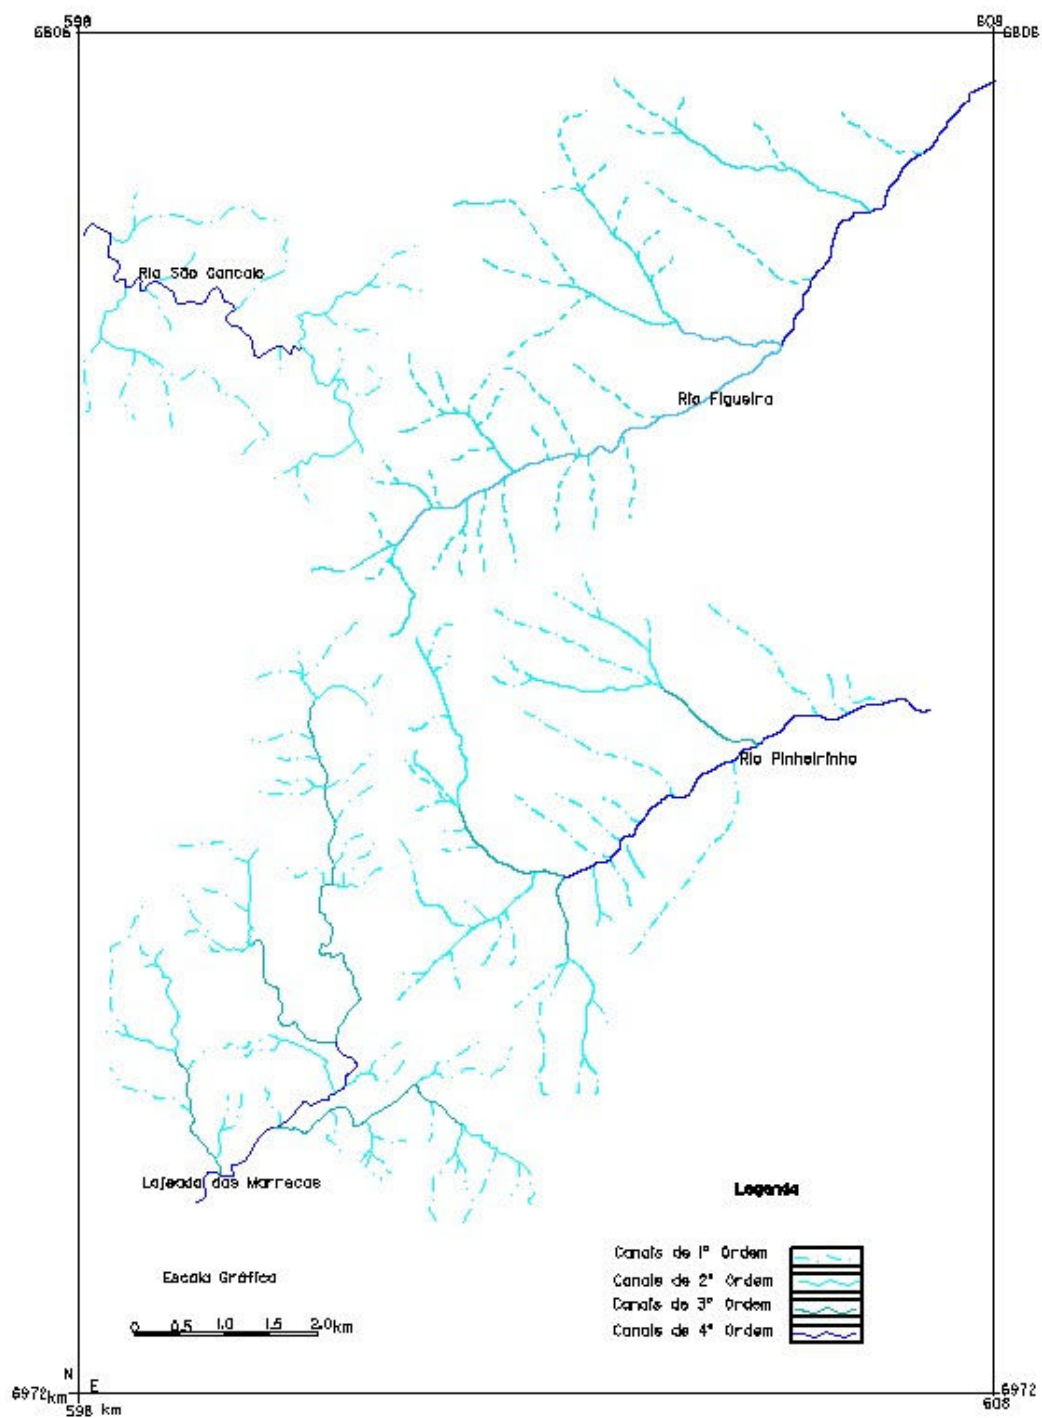 598
608
6806
6806
Rio São Goncalo
Rio Figueira
Rio Pinheirinho
Lajeado das Marrecas
Legenda
Canais de 1ª Ordem
Canais de 2ª Ordem
Canais de 3ª Ordem
Canais de 4ª Ordem
Escala Gráfica
0 0.5 1.0 1.5 2.0km
N
E
6972km
6972
598 km
608